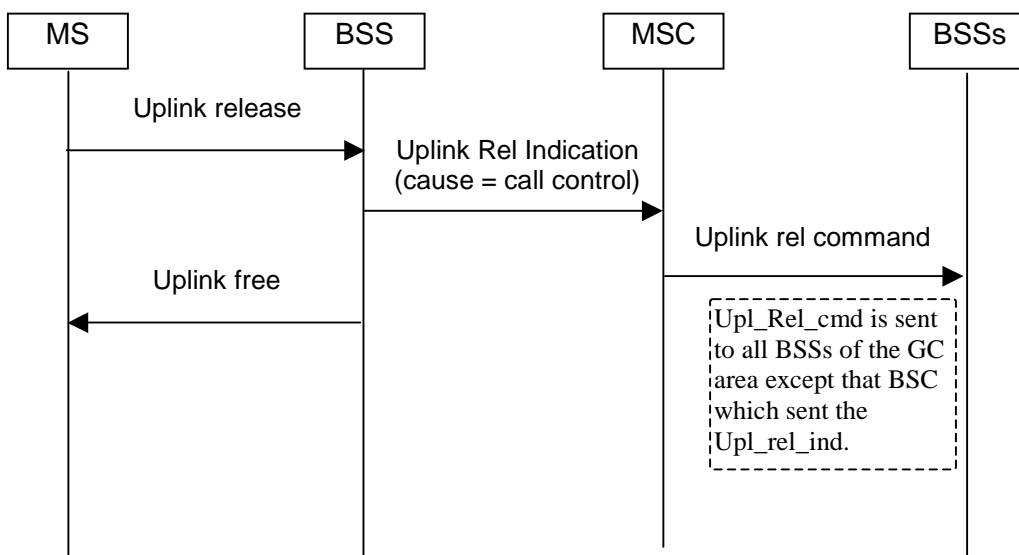 MS
BSS
MSC
BSSs
Uplink release
Uplink Rel Indication
(cause = call control)
Uplink rel command
Uplink free
Upl_Rel_cmd is sent
to all BSSs of the GC
area except that BSC
which sent the
Upl_rel_ind.